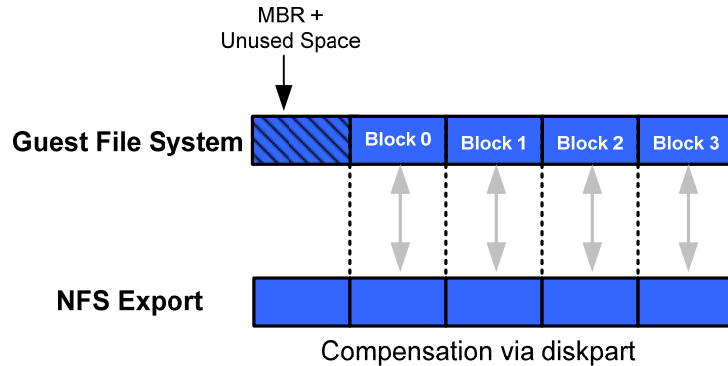 MBR +
Unused Space
Guest File System
Block 0
Block 1
Block 2
Block 3
NFS Export
Compensation via diskpart